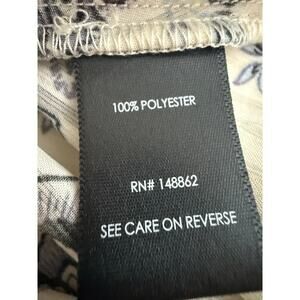 100% POLYESTER
RN# 148862
SEE CARE ON REVERSE